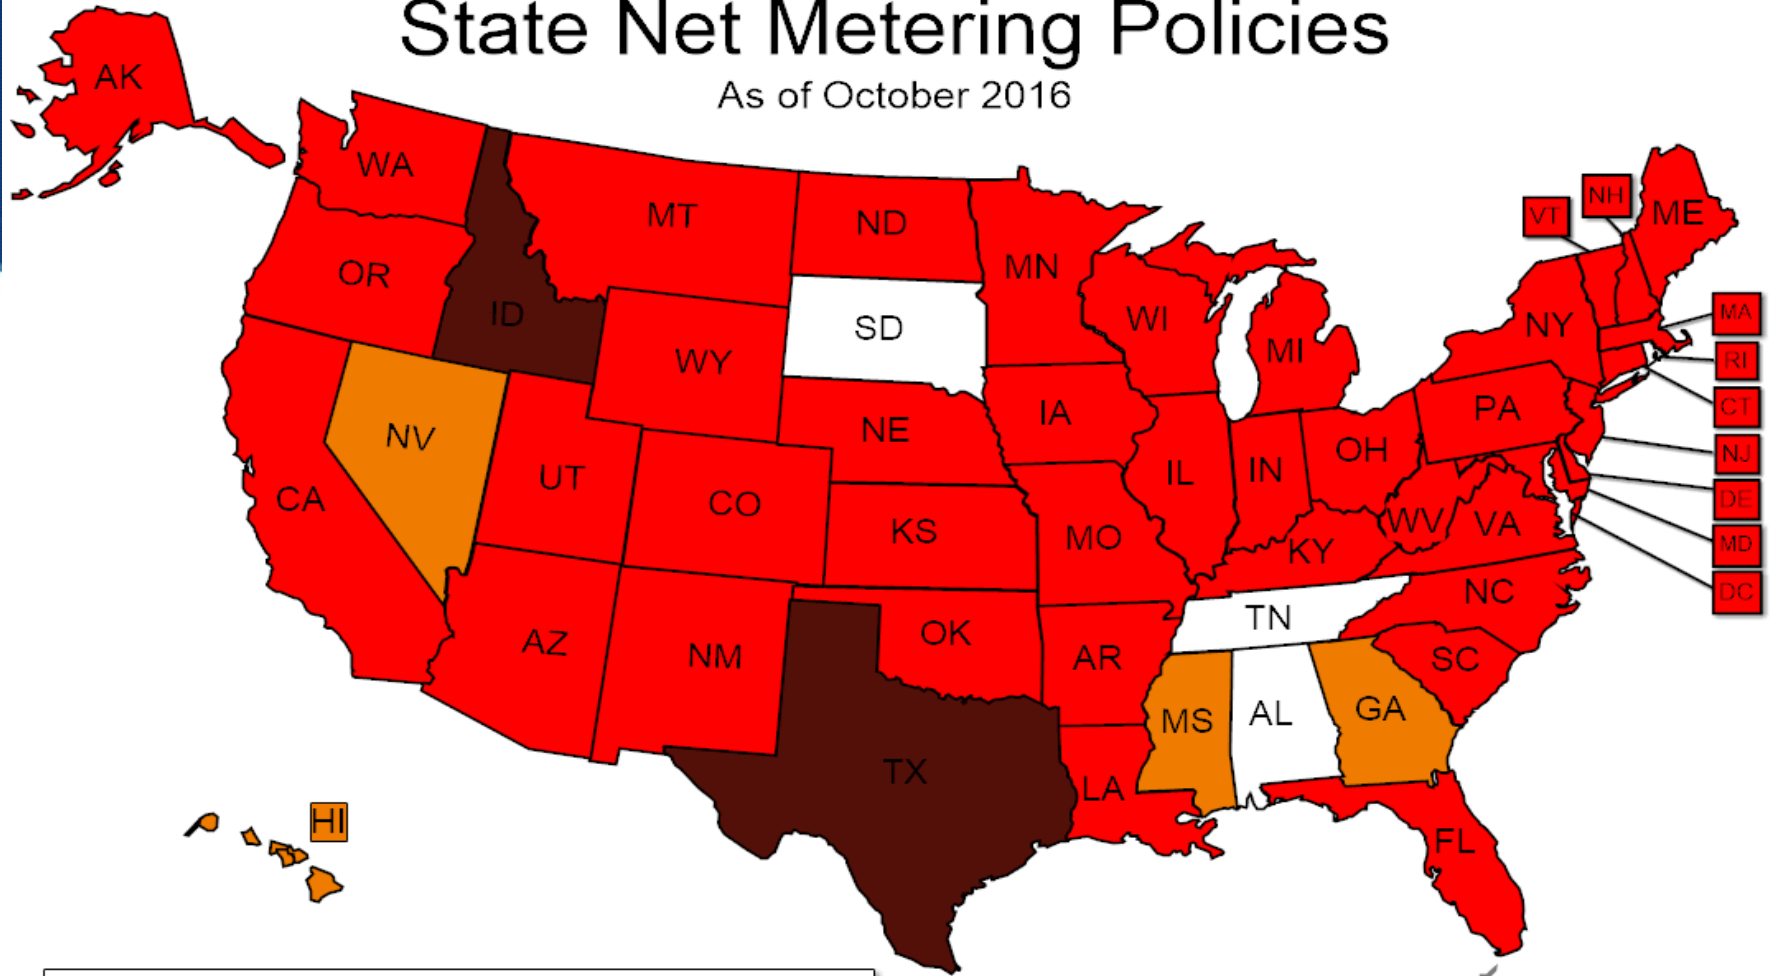 State Net Metering Policies
As of October 2016
AK
WA
MT
ND
MN
OR
ID
WY
SD
WI
MI
NY
VT
NH
ME
MA
RI
CT
NJ
DE
MD
DC
NV
CA
UT
CO
NE
IA
KS
MO
IL
IN
OH
PA
WV
VA
KY
NC
TN
SC
AZ
NM
OK
AR
MS
AL
GA
TX
LA
FL
HI